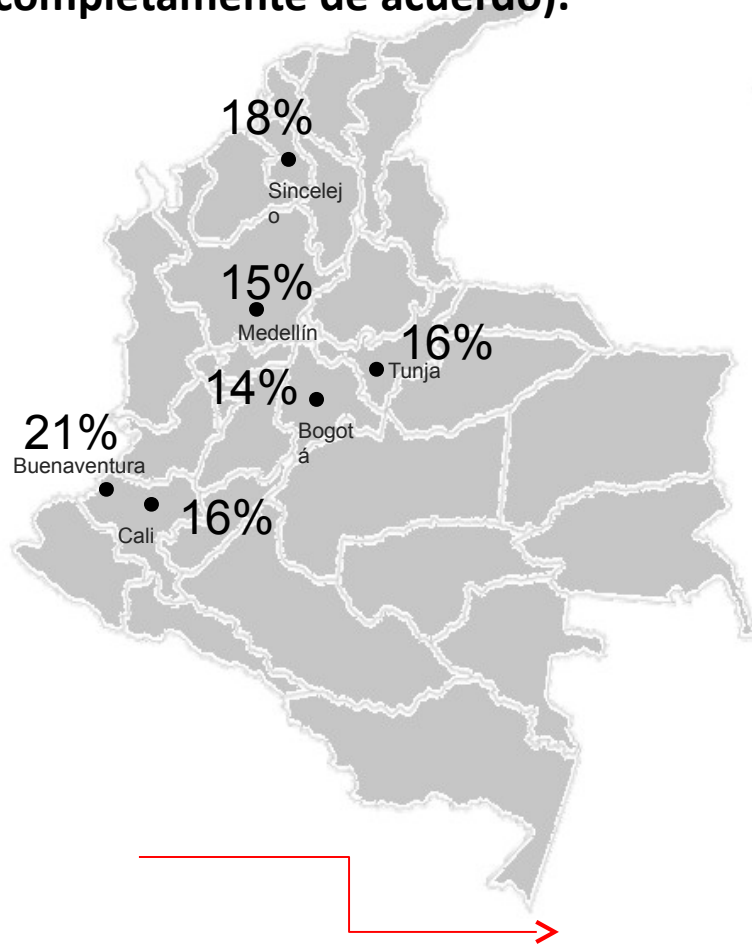 completamente de acuerdo).
18%
Sincelej
o
15%
Medellín
16%
Tunja
14%
Bogot
á
21%
Buenaventura
16%
Cali